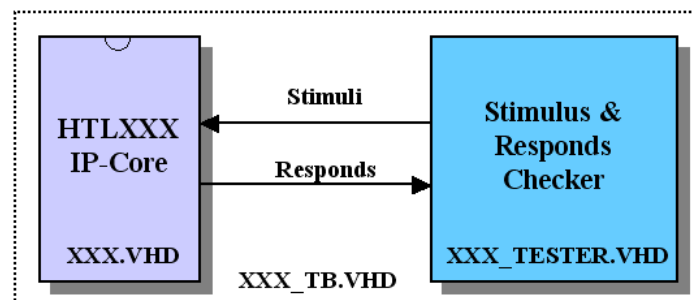 HTLXXX
IP-Core
XXX.VHD
Stimuli
Responds
XXX_TB.VHD
Stimulus &
Responds
Checker
XXX_TESTER.VHD